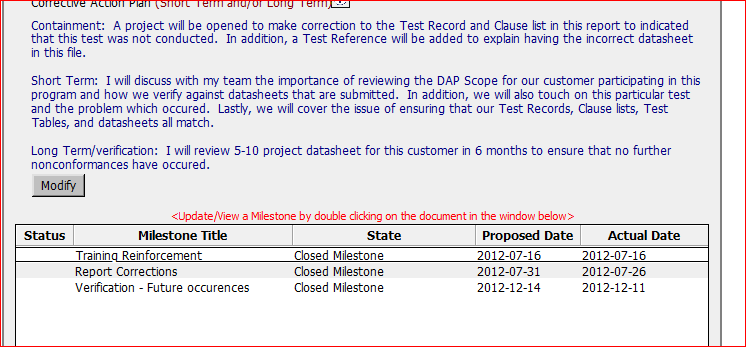 Corrective Action Plan (Short Term and/or Long Term)
Containment:  A project will be opened to make correction to the Test Record and Clause list in this report to indicated
that this test was not conducted.  In addition, a Test Reference will be added to explain having the incorrect datasheet
in this file.
Short Term:  I will discuss with my team the importance of reviewing the DAP Scope for our customer participating in this
program and how we verify against datasheets that are submitted.  In addition, we will also touch on this particular test
and the problem which occured.  Lastly, we will cover the issue of ensuring that our Test Records, Clause lists, Test
Tables, and datasheets all match.
Long Term/verification:  I will review 5-10 project datasheet for this customer in 6 months to ensure that no further
nonconformances have occured.
Modify
<Update/View a Milestone by double clicking on the document in the window below>
Status Milestone Title State Proposed Date Actual Date
Training Reinforcement Closed Milestone 2012-07-16 2012-07-16
Report Corrections Closed Milestone 2012-07-31 2012-07-26
Verification - Future occurences Closed Milestone 2012-12-14 2012-12-11